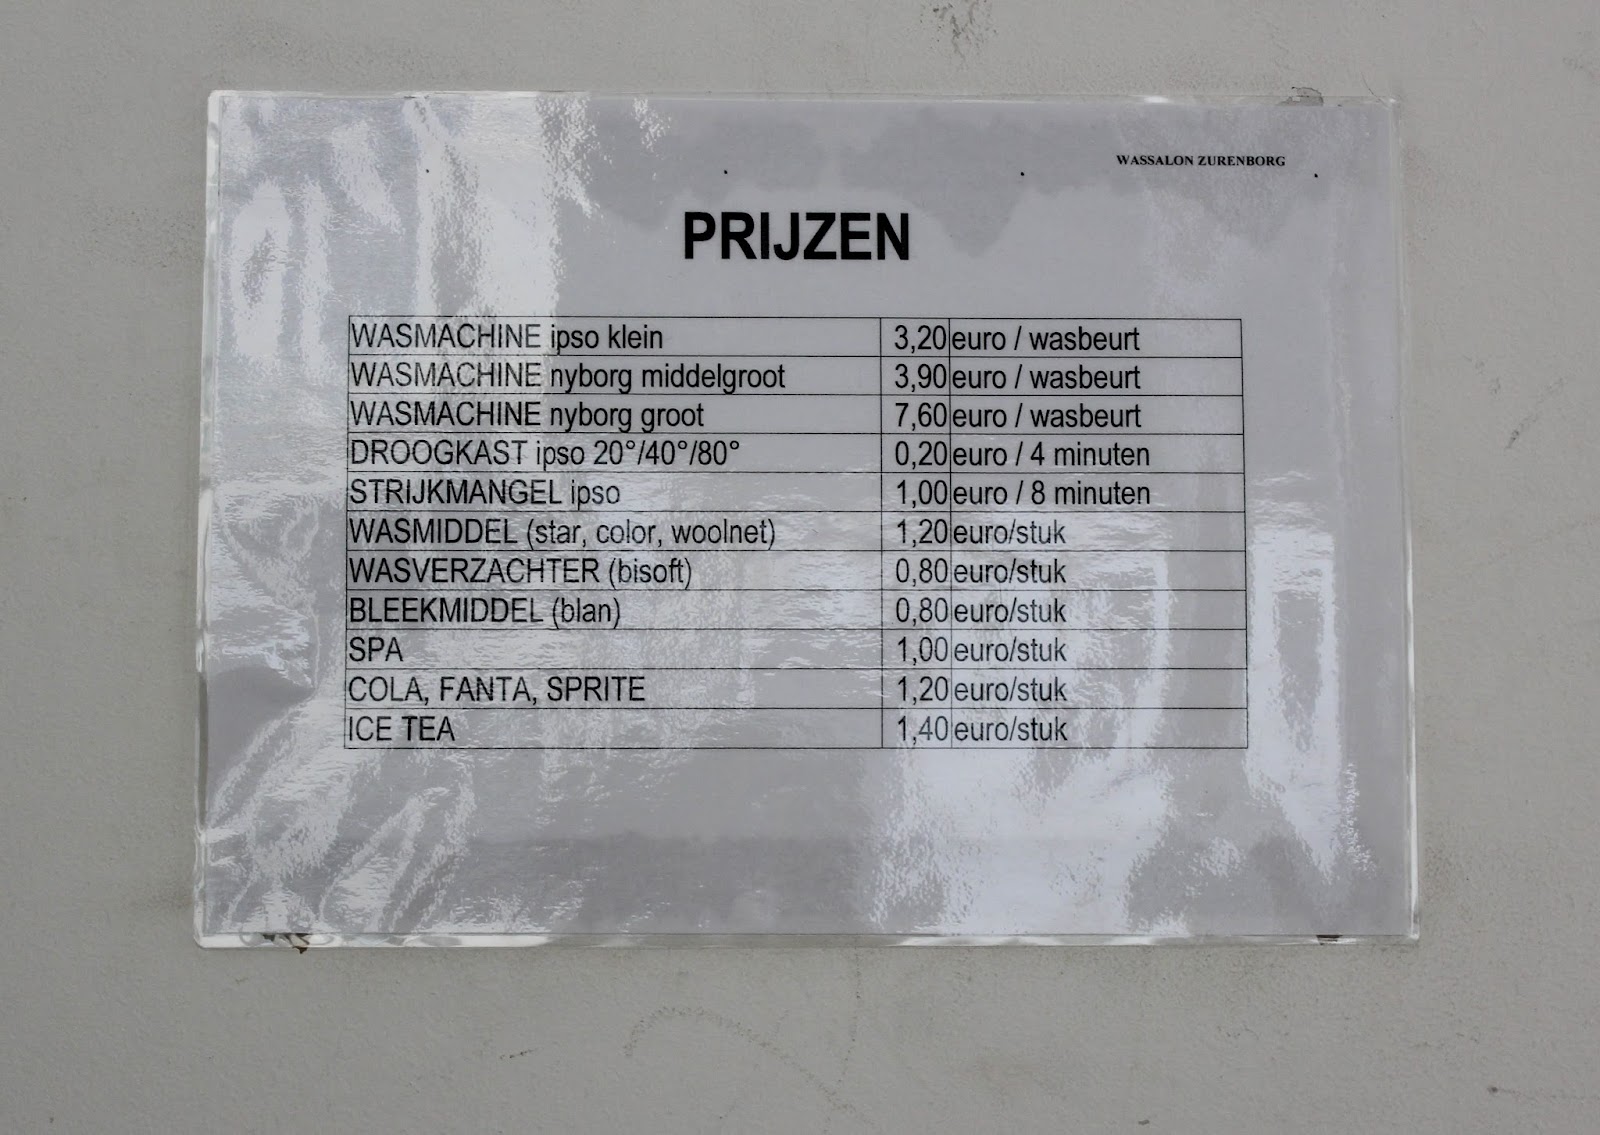 WASSALON ZURENBORG
PRIJZEN
WASMACHINE ipso klein 3,20 euro / wasbeurt
WASMACHINE nyborg middelgroot 3,90 euro / wasbeurt
WASMACHINE nyborg groot 7,60 euro / wasbeurt
DROOGKAST ipso 20°/40°/80° 0,20 euro / 4 minuten
STRIJKMANGEL ipso 1,00 euro / 8 minuten
WASMIDDEL (star, color, woolnet) 1,20 euro/stuk
WASVERZACHTER (bisoft) 0,80 euro/stuk
BLEEKMIDDEL (blan) 0,80 euro/stuk
SPA 1,00 euro/stuk
COLA, FANTA, SPRITE 1,20 euro/stuk
ICE TEA 1,40 euro/stuk